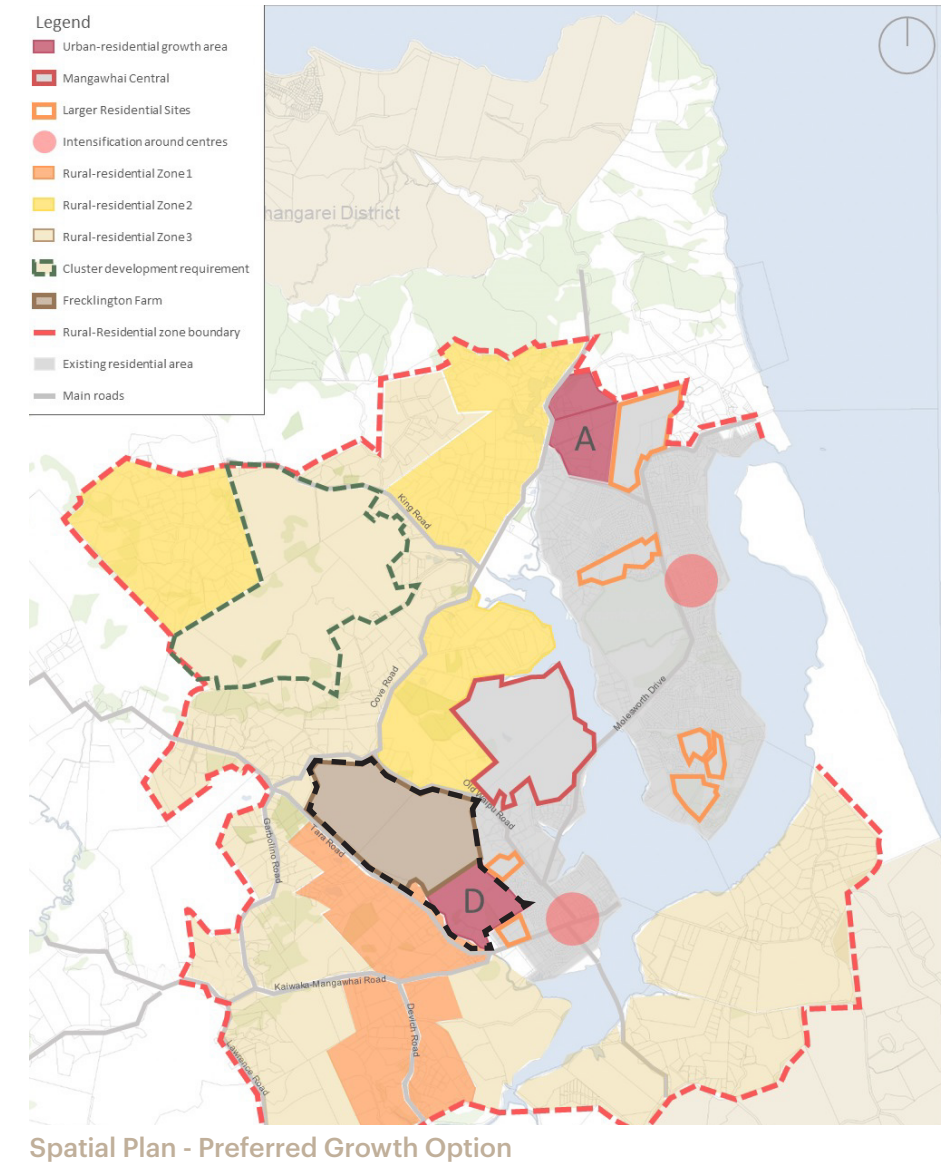 Legend
Urban-residential growth area
Mangawhai Central
Larger Residential Sites
Intensification around centres
Rural-residential Zone 1
Rural-residential Zone 2
Rural-residential Zone 3
Cluster development requirement
Frecklington Farm
Rural-Residential zone boundary
Existing residential area
Main roads
hangarei District
A
King Road
Cove Road
Molesworth Drive
Old Waipu Road
Tara Road
Garbolino Road
D
Kaiwaka-Mangawhai Road
Devich Road
Lawrence Road
Spatial Plan - Preferred Growth Option